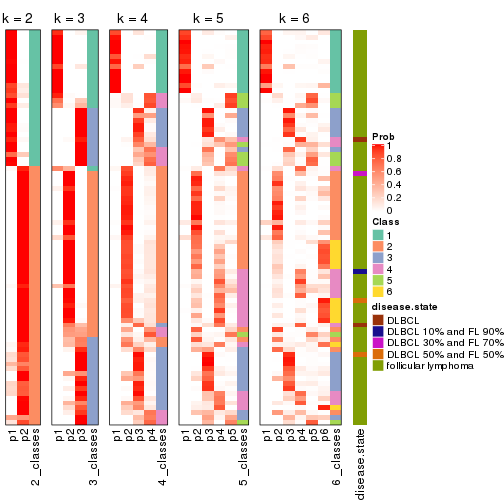 k = 2 k = 3 k = 4 k = 5 k = 6
Prob
1
0.8
0.6
0.4
0.2
0
Class
1
2
3
4
5
6
disease.state
DLBCL
DLBCL 10% and FL 90%
DLBCL 30% and FL 70%
DLBCL 50% and FL 50%
follicular lymphoma
p1 p2 2_classes p1 p2 p3 3_classes p1 p2 p3 p4 4_classes p1 p2 p3 p4 p5 5_classes p1 p2 p3 p4 p5 p6 6_classes disease.state